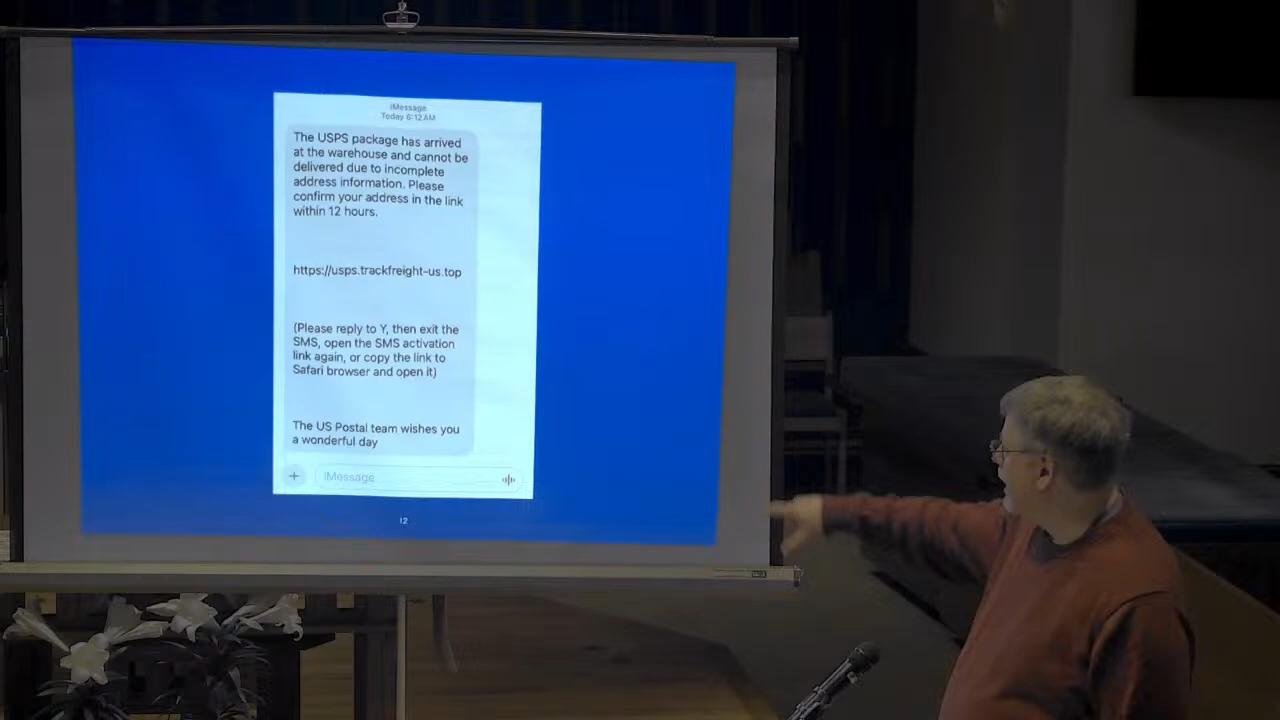 iMessage
Today 6:12 AM
The USPS package has arrived
at the warehouse and cannot be
delivered due to incomplete
address information. Please
confirm your address in the link
within 12 hours.
https://usps.trackfreight-us.top
(Please reply to Y, then exit the
SMS, open the SMS activation
link again, or copy the link to
Safari browser and open it)
The US Postal team wishes you
a wonderful day
+ iMessage
12